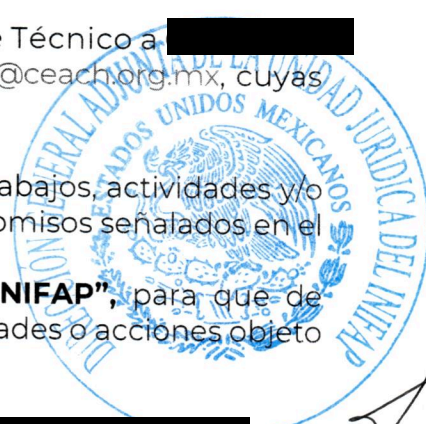 e Técnico a
@ceach.org.mx, cuyas
abajos, actividades y/o
omisos señalados en el
NIFAP”, para que de
ades o acciones objeto
DIRECCIÓN GENERAL ADJUNTA DE LA UNIDAD JURÍDICA DEL INIFAP
ESTADOS UNIDOS MEXICANOS